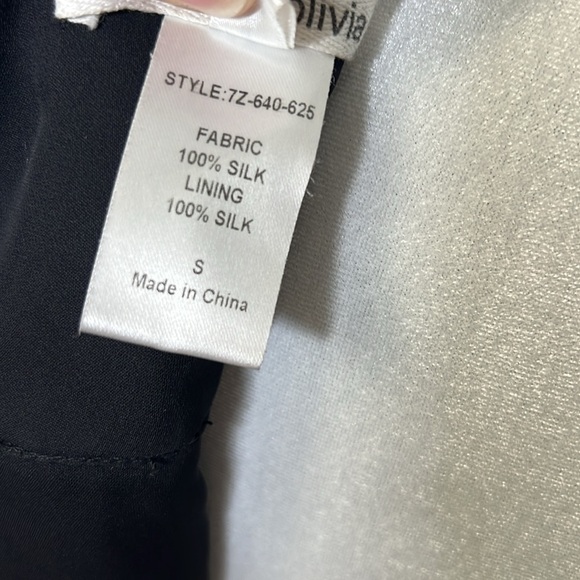 olivia
STYLE:7Z-640-625
FABRIC
100% SILK
LINING
100% SILK
S
Made in China